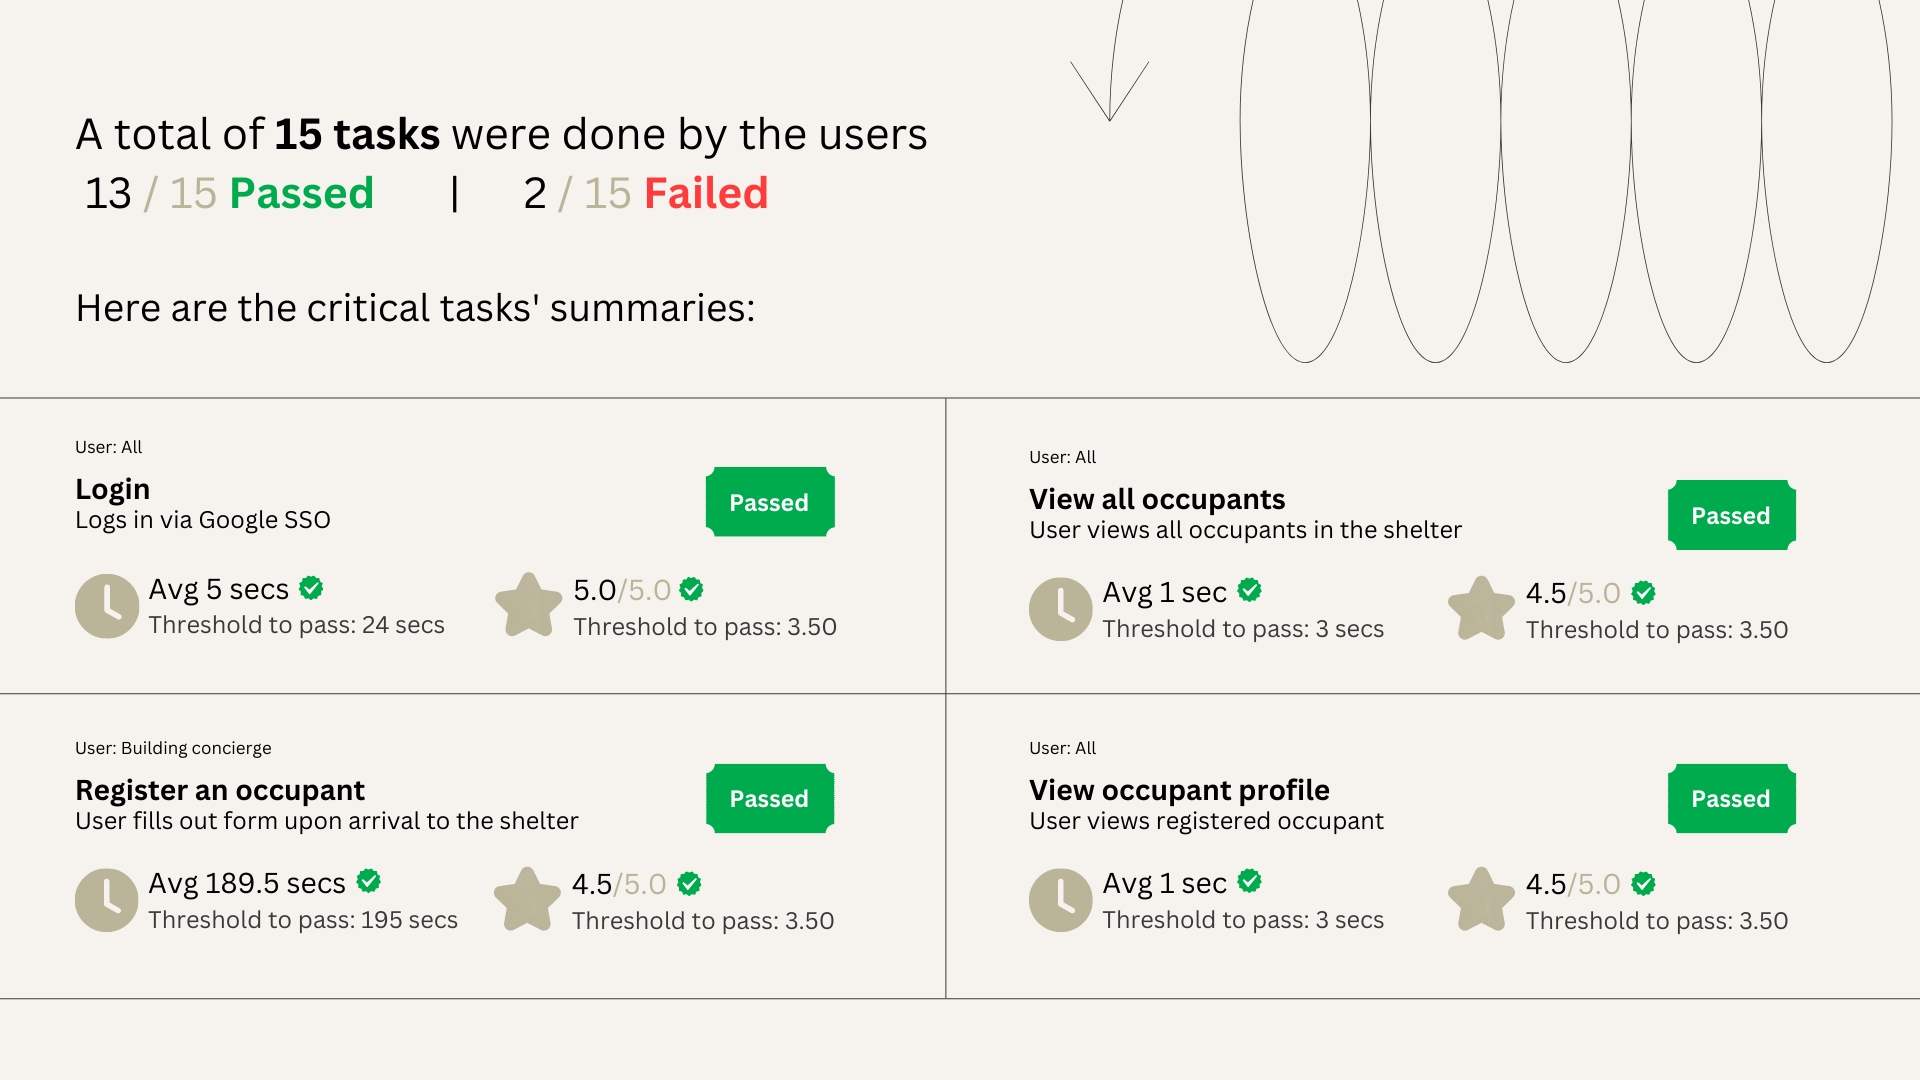 A total of 15 tasks were done by the users
13 / 15 Passed | 2 / 15 Failed
Here are the critical tasks' summaries:
User: All
Login
Logs in via Google SSO
Passed
Avg 5 secs
Threshold to pass: 24 secs
5.0/5.0
Threshold to pass: 3.50
User: All
View all occupants
User views all occupants in the shelter
Passed
Avg 1 sec
Threshold to pass: 3 secs
4.5/5.0
Threshold to pass: 3.50
User: Building concierge
Register an occupant
User fills out form upon arrival to the shelter
Passed
Avg 189.5 secs
Threshold to pass: 195 secs
4.5/5.0
Threshold to pass: 3.50
User: All
View occupant profile
User views registered occupant
Passed
Avg 1 sec
Threshold to pass: 3 secs
4.5/5.0
Threshold to pass: 3.50